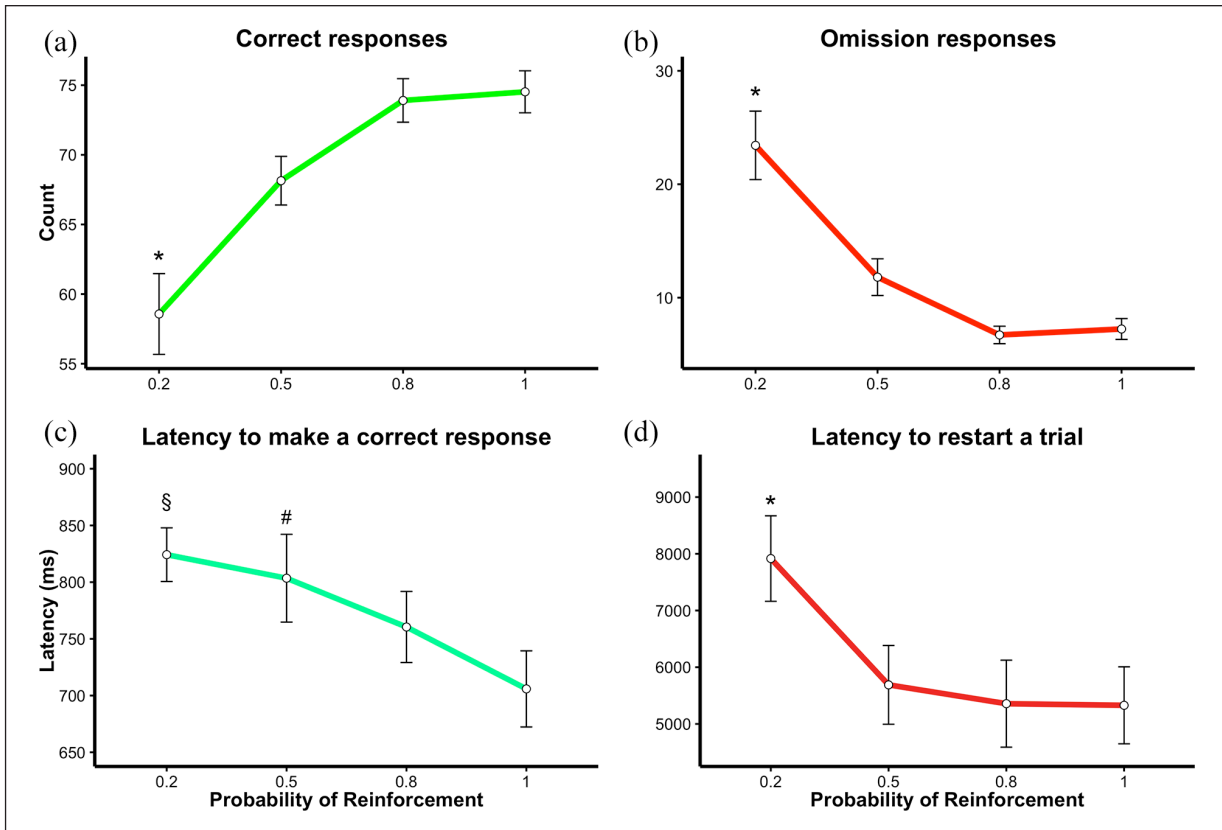 (a) Correct responses
75
70
65
60
55
Count
*
0.2 0.5 0.8 1
(b) Omission responses
30
20
10
*
0.2 0.5 0.8 1
(c) Latency to make a correct response
900
850
800
750
700
650
Latency (ms)
§ #
0.2 0.5 0.8 1
Probability of Reinforcement
(d) Latency to restart a trial
9000
8000
7000
6000
5000
*
0.2 0.5 0.8 1
Probability of Reinforcement